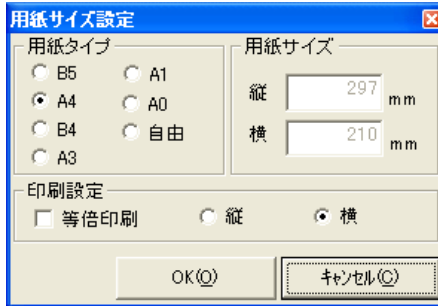 用紙サイズ設定
用紙タイプ
B5
A1
A4
A0
B4
自由
A3
用紙サイズ
縦 297 mm
横 210 mm
印刷設定
等倍印刷 縦 横
OK(O) キャンセル(C)